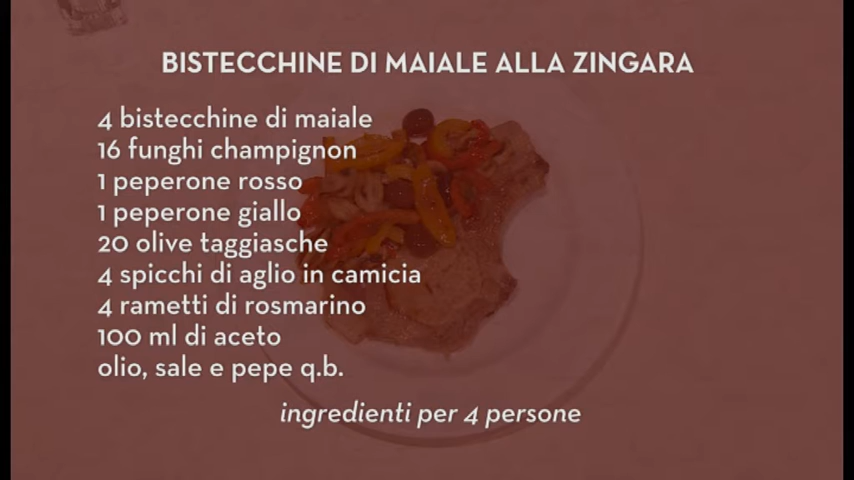 BISTECCHINE DI MAIALE ALLA ZINGARA
4 bistecchine di maiale
16 funghi champignon
1 peperone rosso
1 peperone giallo
20 olive taggiasche
4 spicchi di aglio in camicia
4 rametti di rosmarino
100 ml di aceto
olio, sale e pepe q.b.
ingredienti per 4 persone